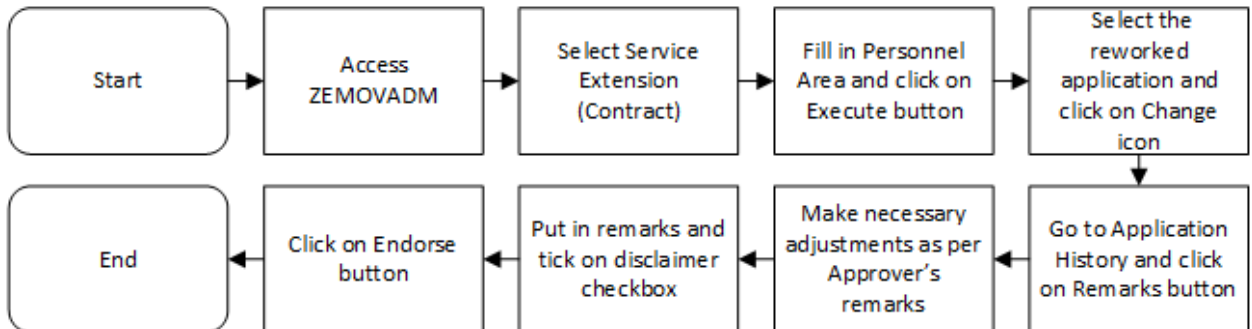 Start
Access
ZEMOVADM
Select Service
Extension
(Contract)
Fill in Personnel
Area and click on
Execute button
Select the
reworked
application and
click on Change
icon
Go to Application
History and click
on Remarks button
Make necessary
adjustments as per
Approver's
remarks
Put in remarks and
tick on disclaimer
checkbox
Click on Endorse
button
End